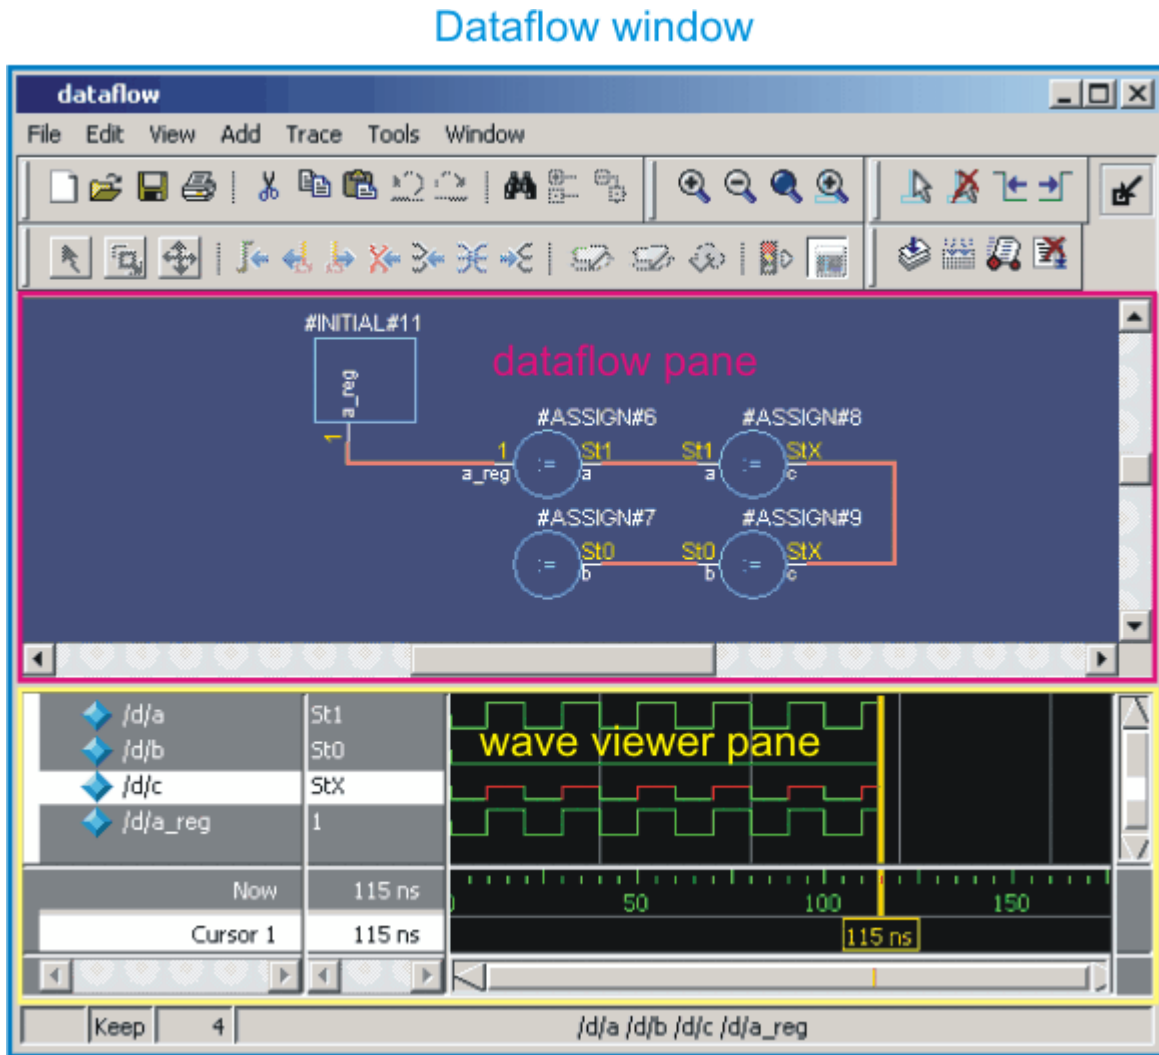 Dataflow window
dataflow
File Edit View Add Trace Tools Window
#INITIAL#11
dataflow pane
a_reg
1
#ASSIGN#6 #ASSIGN#8
1 St1 St1 StX
a_reg := a a := c
#ASSIGN#7 #ASSIGN#9
St0 St0 StX
:= b b := c
/d/a St1
/d/b St0
wave viewer pane
/d/c StX
/d/a_reg 1
Now 115 ns
50 100 150
Cursor 1 115 ns
115 ns
Keep 4 /d/a /d/b /d/c /d/a_reg